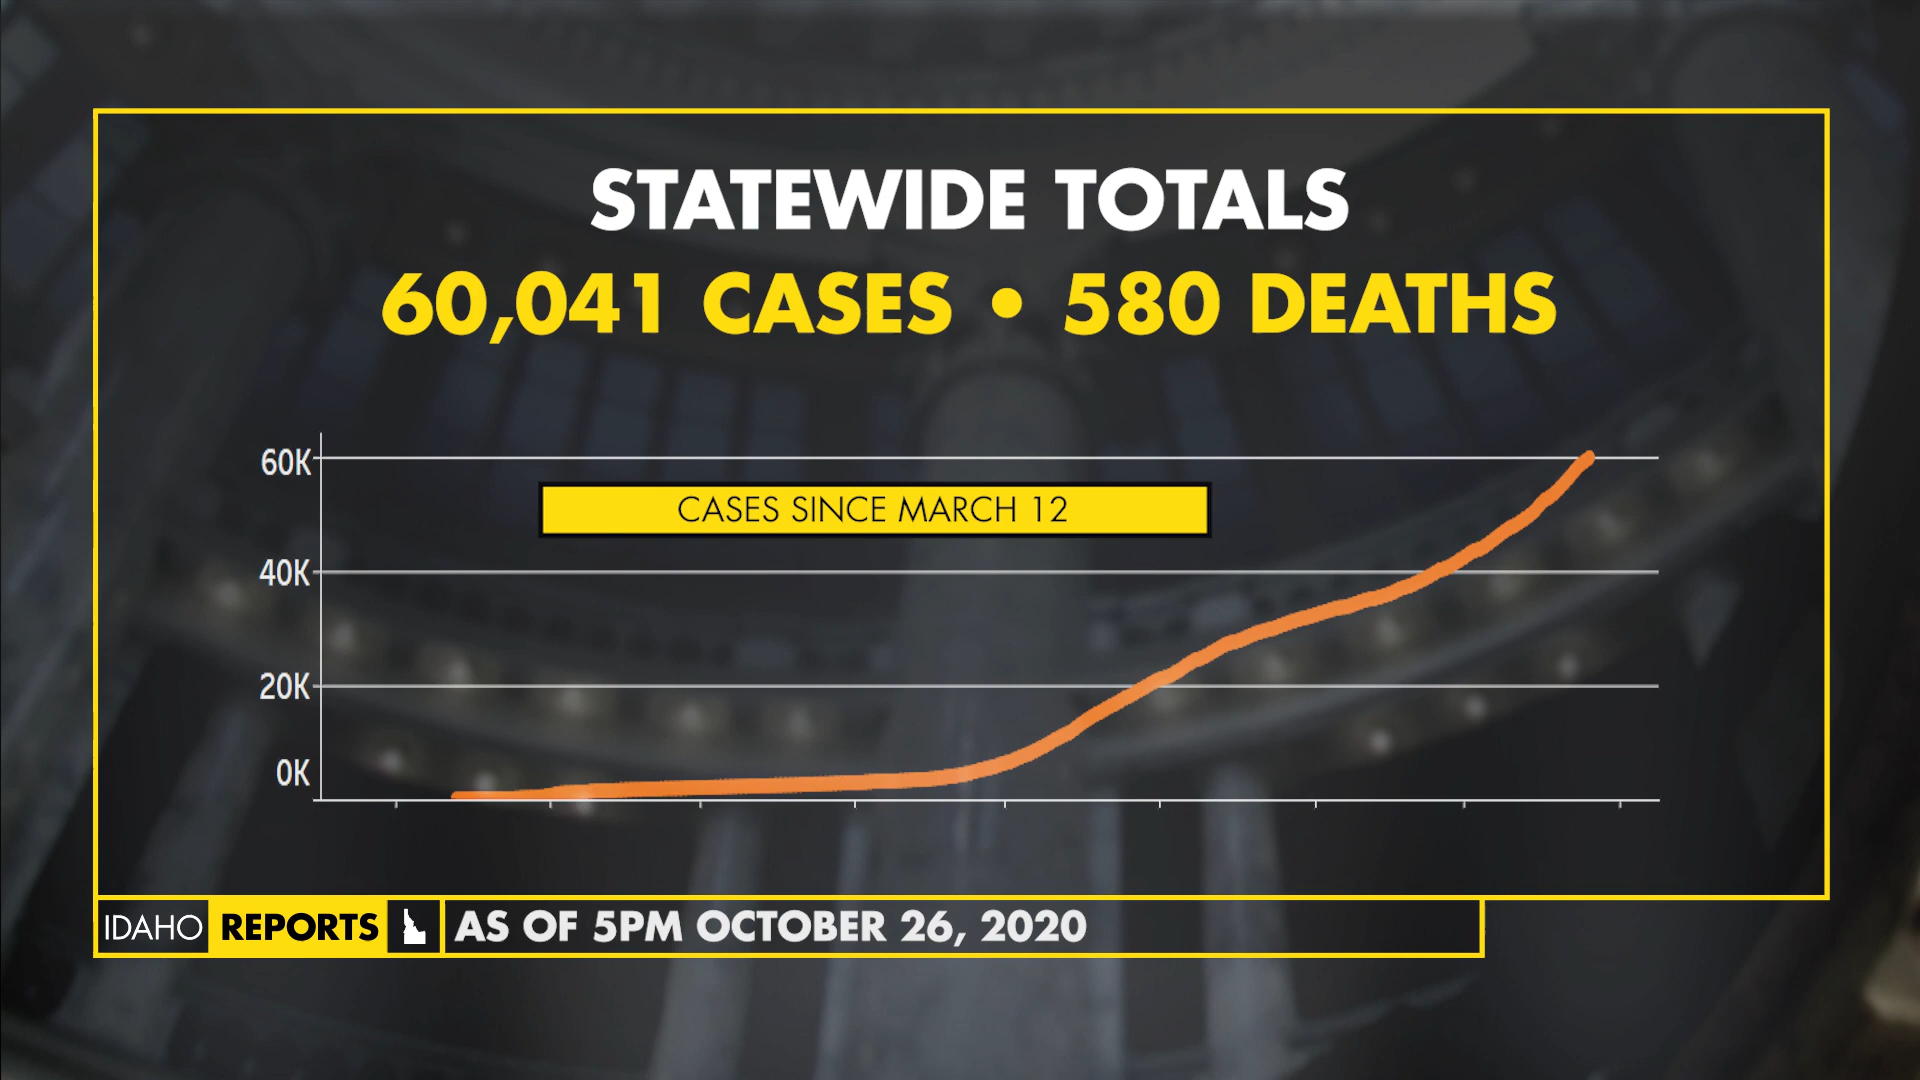 STATEWIDE TOTALS
60,041 CASES • 580 DEATHS
60K
CASES SINCE MARCH 12
40K
20K
0K
IDAHO REPORTS AS OF 5PM OCTOBER 26, 2020